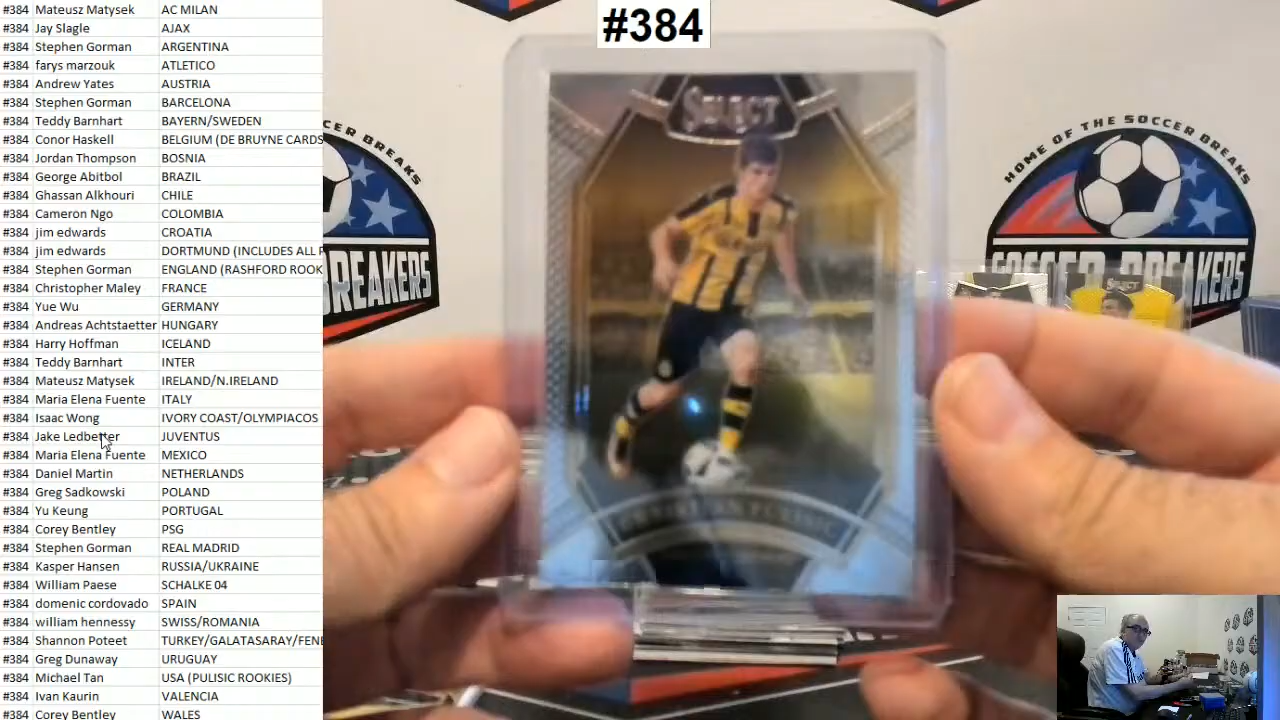 #384
#384 Mateusz Matysek AC MILAN
#384 Jay Slagle AJAX
#384 Stephen Gorman ARGENTINA
#384 farys marzouk ATLETICO
#384 Andrew Yates AUSTRIA
#384 Stephen Gorman BARCELONA
#384 Teddy Barnhart BAYERN/SWEDEN
#384 Conor Haskell BELGIUM (DE BRUYNE CARDS
#384 Jordan Thompson BOSNIA
#384 George Abitbol BRAZIL
#384 Ghassan Alkhouri CHILE
#384 Cameron Ngo COLOMBIA
#384 jim edwards CROATIA
#384 jim edwards DORTMUND (INCLUDES ALL
#384 Stephen Gorman ENGLAND (RASHFORD ROOK
#384 Christopher Maley FRANCE
#384 Yue Wu GERMANY
#384 Andreas Achtstaetter HUNGARY
#384 Harry Hoffman ICELAND
#384 Teddy Barnhart INTER
#384 Mateusz Matysek IRELAND/N.IRELAND
#384 Maria Elena Fuente ITALY
#384 Isaac Wong IVORY COAST/OLYMPIACOS
#384 Jake Ledbetter JUVENTUS
#384 Maria Elena Fuente MEXICO
#384 Daniel Martin NETHERLANDS
#384 Greg Sadkowski POLAND
#384 Yu Keung PORTUGAL
#384 Corey Bentley PSG
#384 Stephen Gorman REAL MADRID
#384 Kasper Hansen RUSSIA/UKRAINE
#384 William Paese SCHALKE 04
#384 domenic cordovado SPAIN
#384 william hennessy SWISS/ROMANIA
#384 Shannon Poteet TURKEY/GALATASARAY/FENE
#384 Greg Dunaway URUGUAY
#384 Michael Tan USA (PULISIC ROOKIES)
#384 Ivan Kaurin VALENCIA
#384 Corey Bentley WALES
SELECT
CER BREAKS
BREAKERS
HOME OF THE SOCCER BREAKS
SELECT